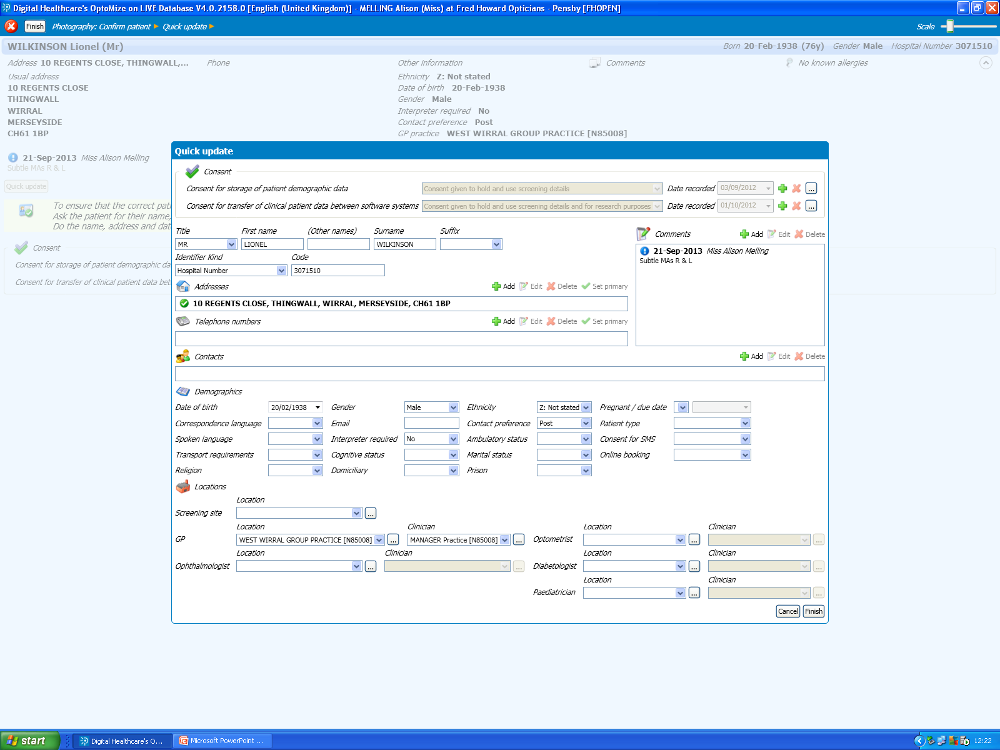 Digital Healthcare's OptoMize on LIVE Database V4.0.2158.0 [English (United Kingdom)] - MELLING Alison (Miss) at Fred Howard Opticians - Pensby [FHOPEN]
Finish Photography: Confirm patient Quick update Scale
WILKINSON Lionel (Mr) Born 20-Feb-1938 (76y) Gender Male Hospital Number 3071510
Address 10 REGENTS CLOSE, THINGWALL,... Phone Other information Comments No known allergies
Usual address Ethnicity Z: Not stated
10 REGENTS CLOSE Date of birth 20-Feb-1938
THINGWALL Gender Male
WIRRAL Interpreter required No
MERSEYSIDE Contact preference Post
CH61 1BP GP practice WEST WIRRAL GROUP PRACTICE [N85008]
21-Sep-2013 Miss Alison Melling
Subtle MAs R & L
Quick update
To ensure that the correct pati
Ask the patient for their name,
Do the name, address and date
Consent
Consent for storage of patient demographic da
Consent for transfer of clinical patient data bet
Quick update
Consent
Consent for storage of patient demographic data Consent given to hold and use screening details Date recorded 03/09/2012 ...
Consent for transfer of clinical patient data between software systems Consent given to hold and use screening details and for research purposes Date recorded 01/10/2012 ...
Title First name (Other names) Surname Suffix
MR LIONEL WILKINSON
Identifier Kind Code
Hospital Number 3071510
Comments Add Edit Delete
21-Sep-2013 Miss Alison Melling
Subtle MAs R & L
Addresses Add Edit Delete Set primary
10 REGENTS CLOSE, THINGWALL, WIRRAL, MERSEYSIDE, CH61 1BP
Telephone numbers Add Edit Delete Set primary
Contacts Add Edit Delete
Demographics
Date of birth 20/02/1938 Gender Male Ethnicity Z: Not stated Pregnant / due date
Correspondence language Email Contact preference Post Patient type
Spoken language Interpreter required No Ambulatory status Consent for SMS
Transport requirements Cognitive status Marital status Online booking
Religion Domiciliary Prison
Locations
Location
Screening site ...
Location Clinician Location Clinician
GP WEST WIRRAL GROUP PRACTICE [N85008] ... MANAGER Practice [N85008] ... Optometrist ... ...
Location Clinician Location Clinician
Ophthalmologist ... ... Diabetologist ... ...
Location Clinician
Paediatrician ... ...
Cancel Finish
start Digital Healthcare's O... Microsoft PowerPoint ... 12:22